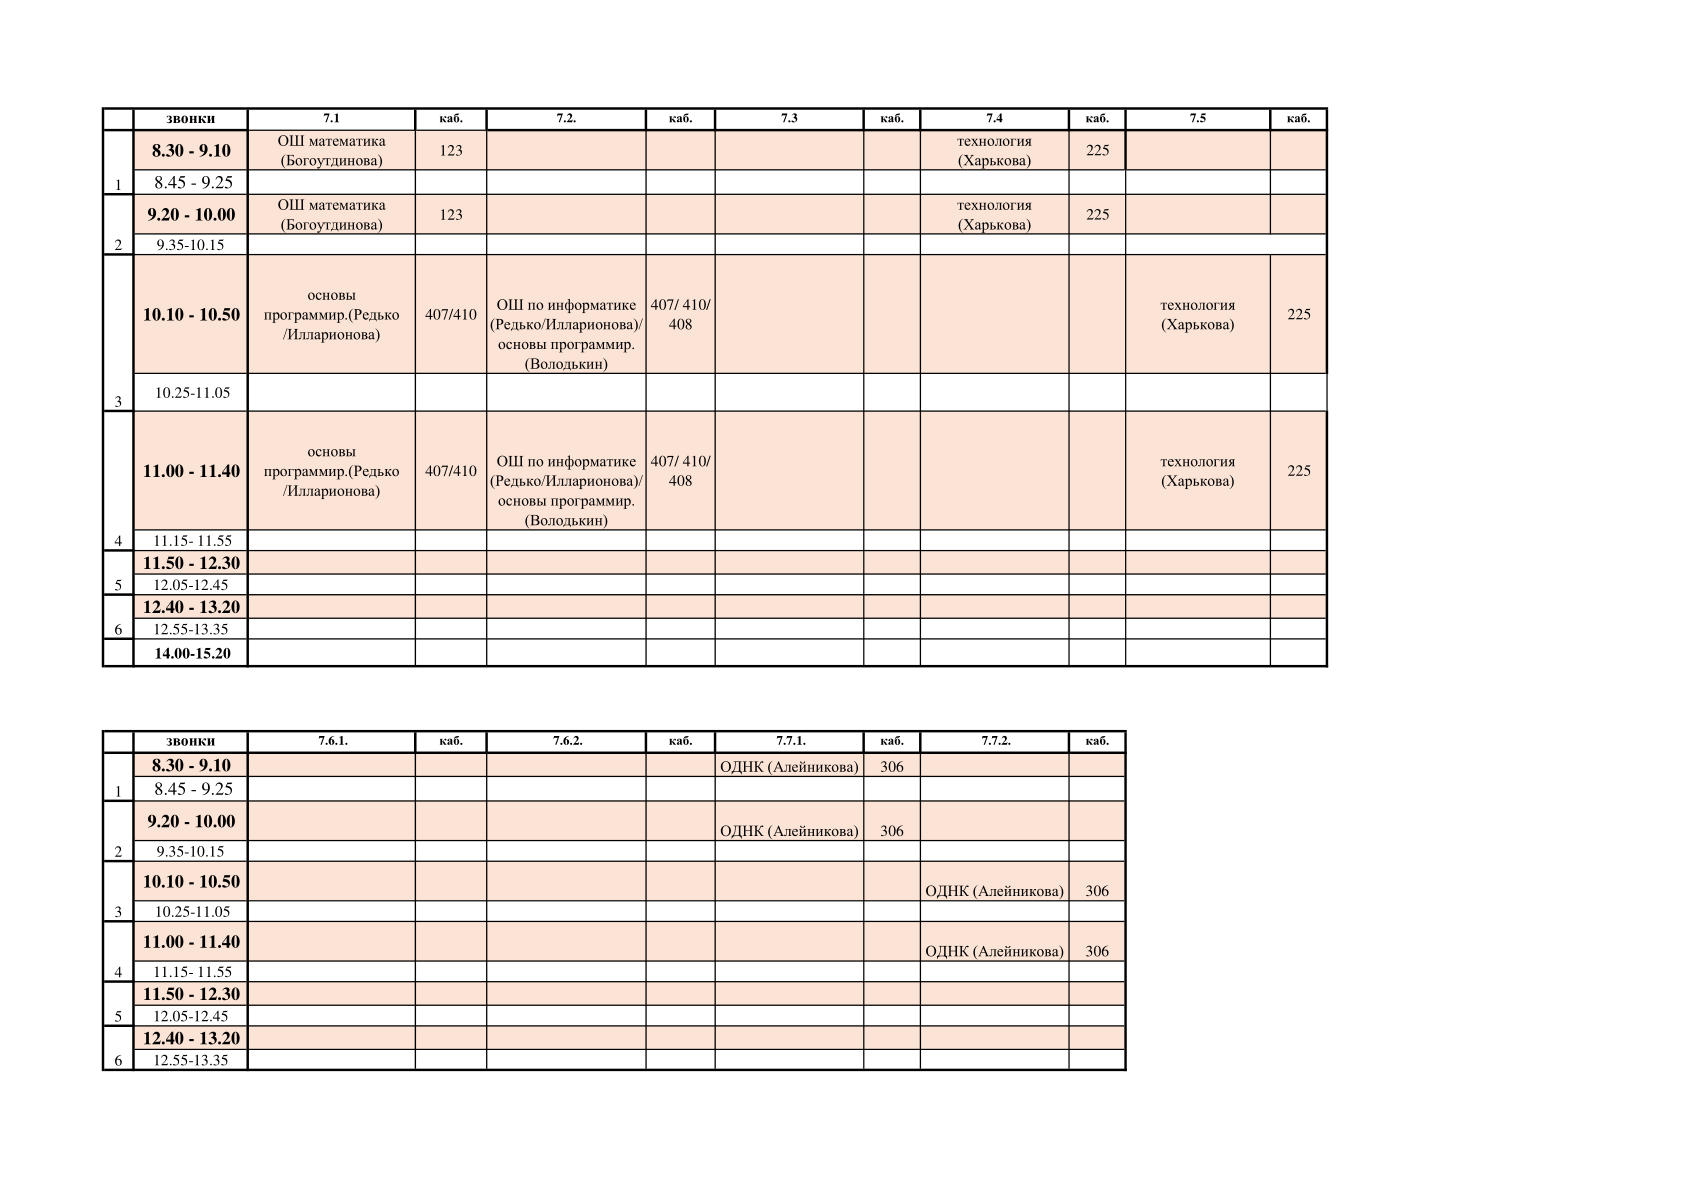 звонки 7.1 каб. 7.2. каб. 7.3 каб. 7.4 каб. 7.5 каб.
8.30 - 9.10 ОШ математика (Богоутдинова) 123 технология (Харькова) 225
1 8.45 - 9.25
9.20 - 10.00 ОШ математика (Богоутдинова) 123 технология (Харькова) 225
2 9.35-10.15
10.10 - 10.50 основы программир.(Редько /Илларионова) 407/410 ОШ по информатике (Редько/Илларионова)/ основы программир. (Володькин) 407/ 410/ 408 технология (Харькова) 225
3 10.25-11.05
11.00 - 11.40 основы программир.(Редько /Илларионова) 407/410 ОШ по информатике (Редько/Илларионова)/ основы программир. (Володькин) 407/ 410/ 408 технология (Харькова) 225
4 11.15- 11.55
11.50 - 12.30
5 12.05-12.45
12.40 - 13.20
6 12.55-13.35
14.00-15.20
звонки 7.6.1. каб. 7.6.2. каб. 7.7.1. каб. 7.7.2. каб.
8.30 - 9.10 ОДНК (Алейникова) 306
1 8.45 - 9.25
9.20 - 10.00 ОДНК (Алейникова) 306
2 9.35-10.15
10.10 - 10.50 ОДНК (Алейникова) 306
3 10.25-11.05
11.00 - 11.40 ОДНК (Алейникова) 306
4 11.15- 11.55
11.50 - 12.30
5 12.05-12.45
12.40 - 13.20
6 12.55-13.35